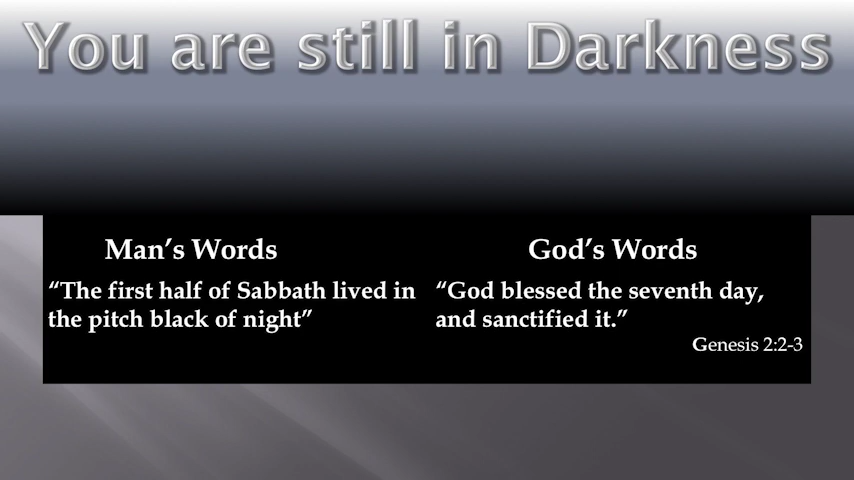 You are still in Darkness
Man’s Words
“The first half of Sabbath lived in
the pitch black of night”
God’s Words
“God blessed the seventh day,
and sanctified it.”
Genesis 2:2-3